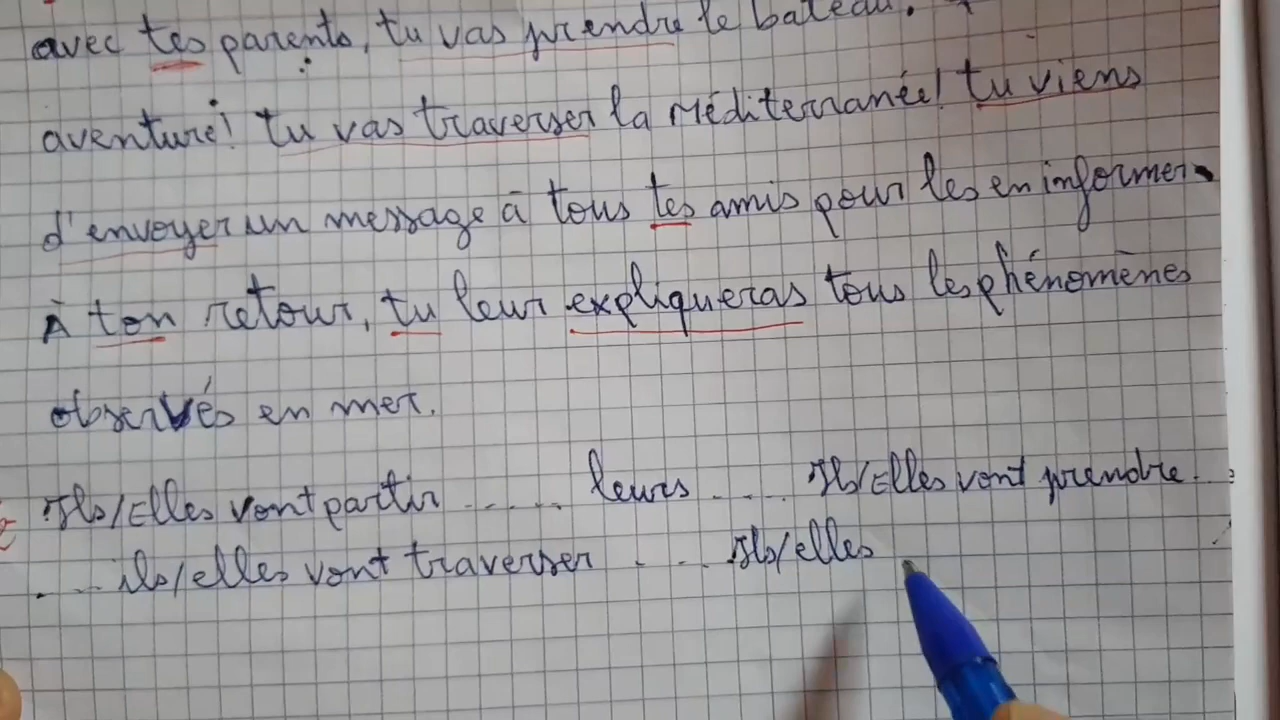 avec tes parents, tu vas prendre le bateau.
aventure! tu vas traverser la Méditerranée! tu viens
d'envoyer un message à tous tes amis pour les en informer.
À ton retour, tu leur expliqueras tous les phénomènes
observés en mer.
Ils/Elles vont partir ..... leurs .... Ils/Elles vont prendre..
.... ils/elles vont traverser . . . Ils/elles